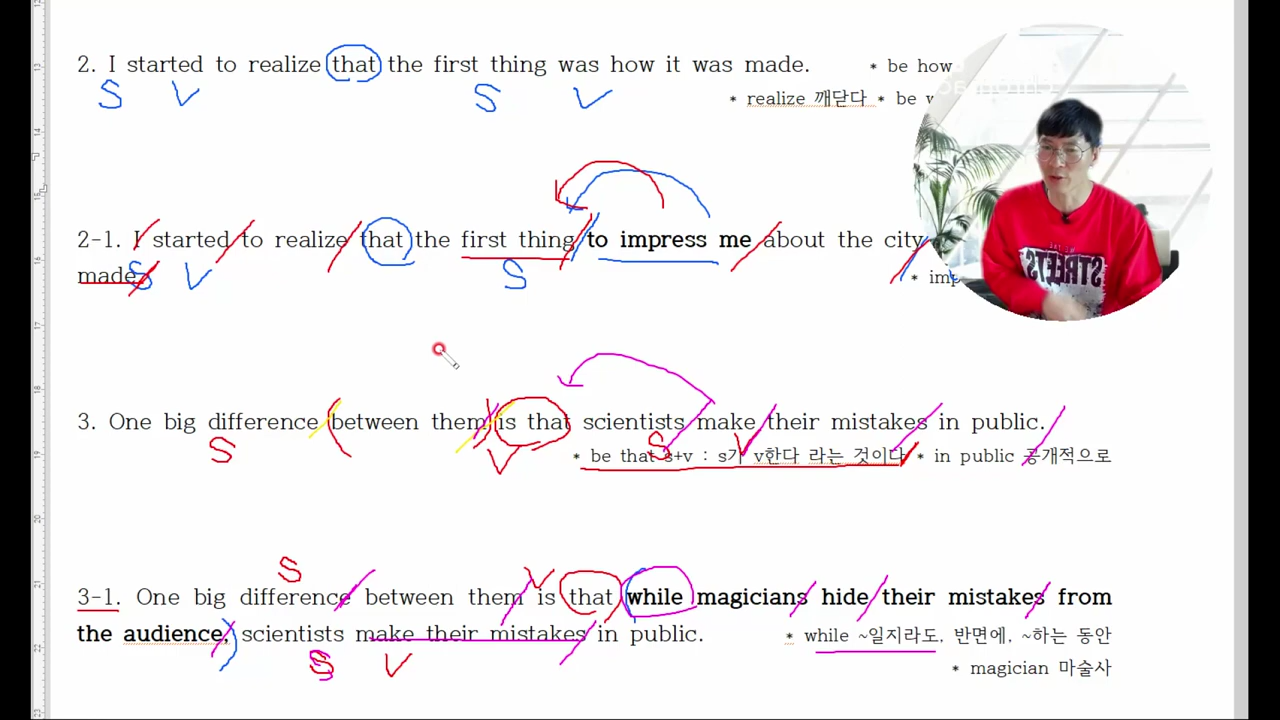 2. I started to realize that the first thing was how it was made.
* be how
* realize 깨닫다 * be
2-1. I started to realize that the first thing to impress me about the city
made
3. One big difference between them is that scientists make their mistakes in public.
* be that s+v : s가 v한다 라는 것이다 * in public 공개적으로
3-1. One big difference between them is that while magicians hide their mistakes from
the audience, scientists make their mistakes in public.
* while ~일지라도, 반면에, ~하는 동안
* magician 마술사